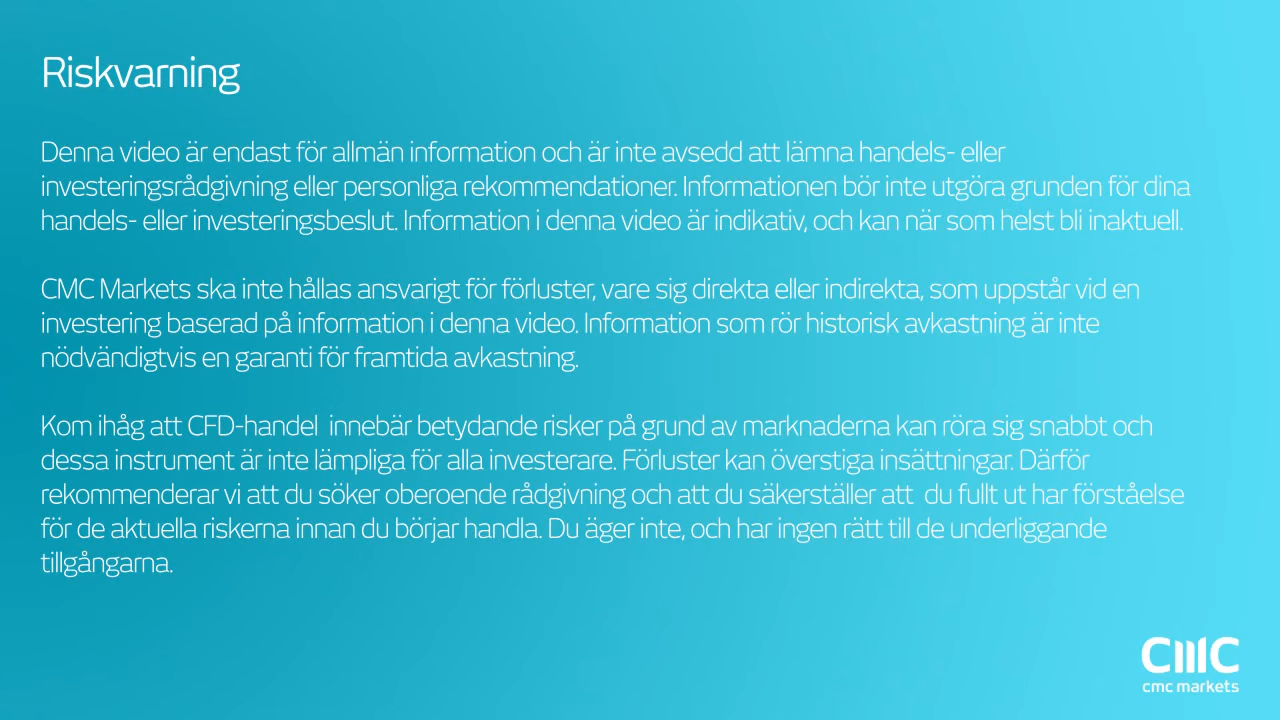 Riskvarning
Denna video är endast för allmän information och är inte avsedd att lämna handels- eller
investeringsrådgivning eller personliga rekommendationer. Informationen bör inte utgöra grunden för dina
handels- eller investeringsbeslut. Information i denna video är indikativ, och kan när som helst bli inaktuell.
CMC Markets ska inte hållas ansvarigt för förluster, vare sig direkta eller indirekta, som uppstår vid en
investering baserad på information i denna video. Information som rör historisk avkastning är inte
nödvändigtvis en garanti för framtida avkastning.
Kom ihåg att CFD-handel  innebär betydande risker på grund av marknaderna kan röra sig snabbt och
dessa instrument är inte lämpliga för alla investerare. Förluster kan överstiga insättningar. Därför
rekommenderar vi att du söker oberoende rådgivning och att du säkerställer att  du fullt ut har förståelse
för de aktuella riskerna innan du börjar handla. Du äger inte, och har ingen rätt till de underliggande
tillgångarna.
CMC
cmc markets